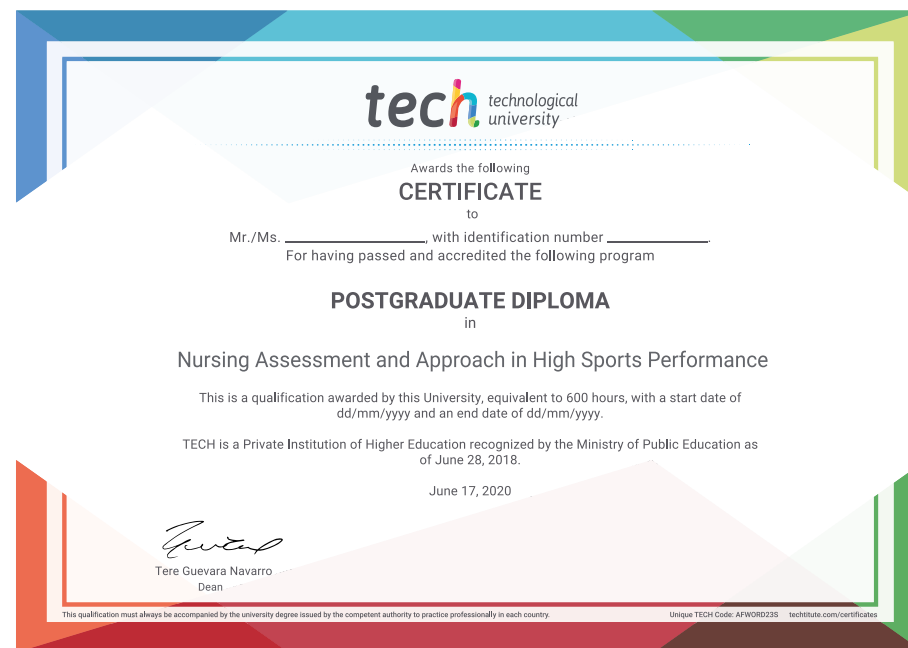 tech technological
university
Awards the following
CERTIFICATE
to
Mr./Ms. ____________________, with identification number ______________.
For having passed and accredited the following program
POSTGRADUATE DIPLOMA
in
Nursing Assessment and Approach in High Sports Performance
This is a qualification awarded by this University, equivalent to 600 hours, with a start date of
dd/mm/yyyy and an end date of dd/mm/yyyy.
TECH is a Private Institution of Higher Education recognized by the Ministry of Public Education as
of June 28, 2018.
June 17, 2020
Tere Guevara Navarro
Dean
This qualification must always be accompanied by the university degree issued by the competent authority to practice professionally in each country. Unique TECH Code: AFWORD23S techtitute.com/certificates